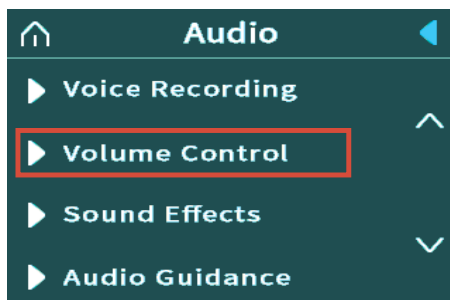 Audio
Voice Recording
Volume Control
Sound Effects
Audio Guidance